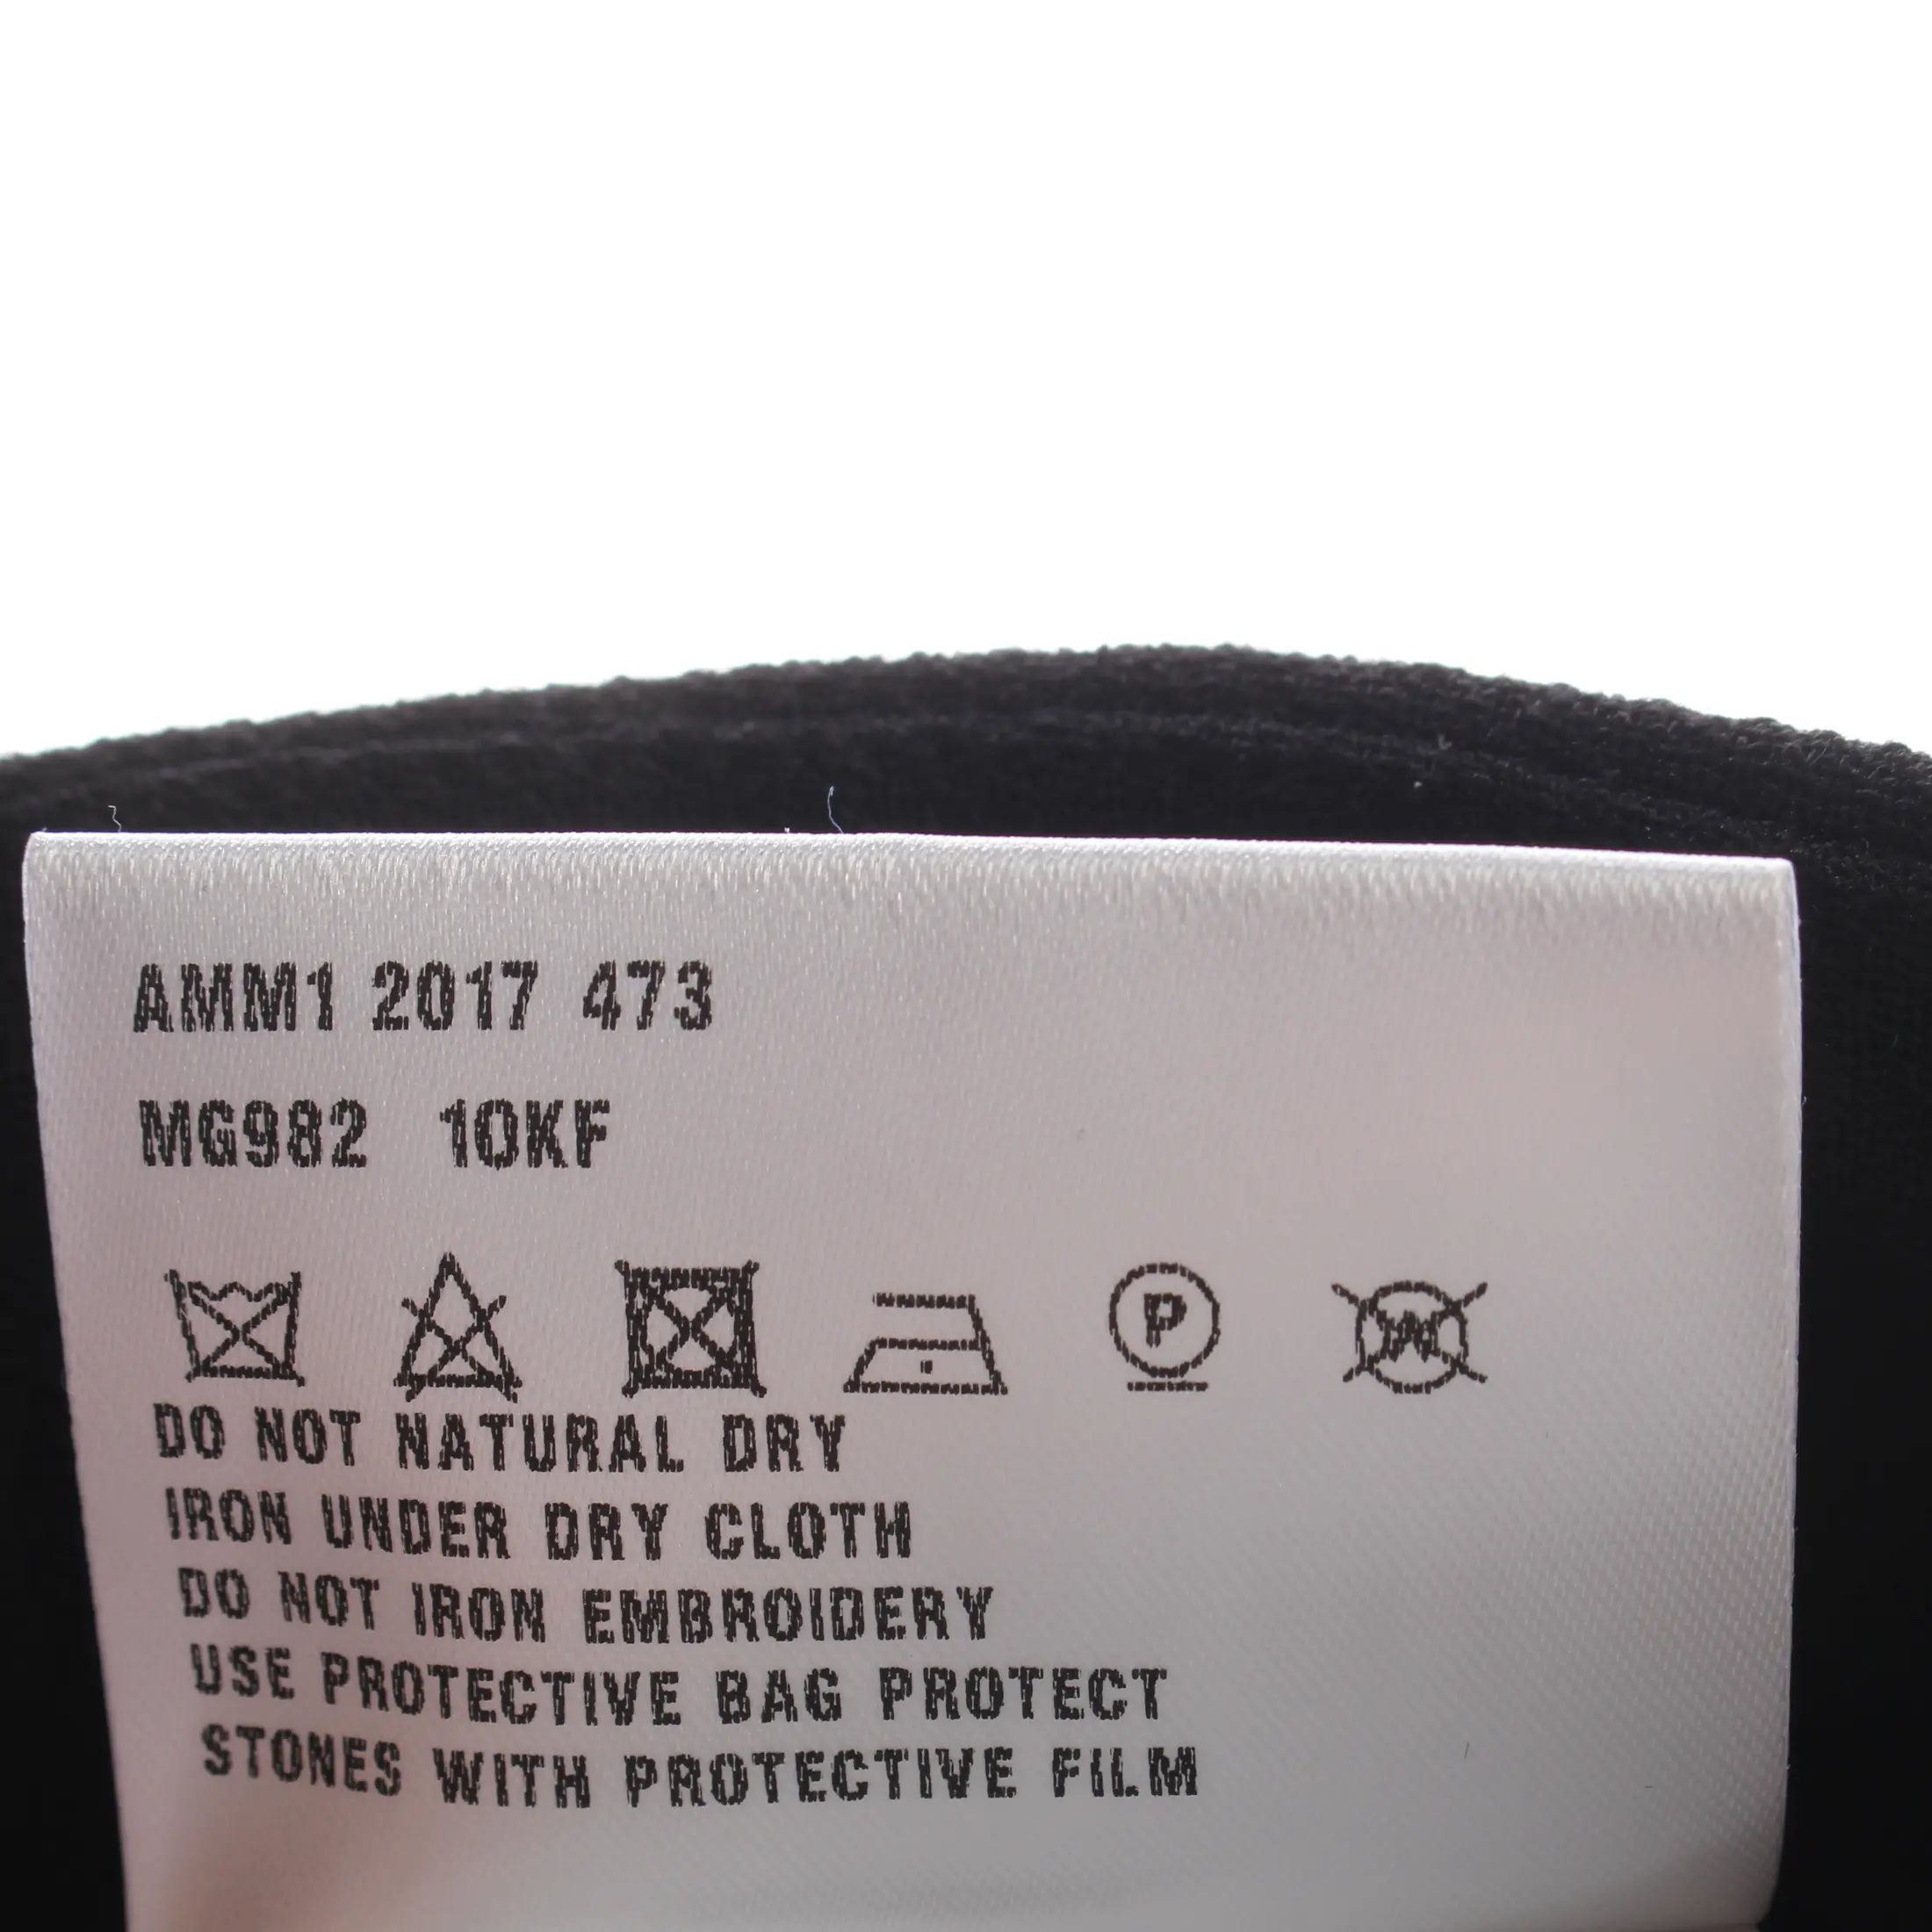 AMM1 2017 473
MG982 10KF
P W
DO NOT NATURAL DRY
IRON UNDER DRY CLOTH
DO NOT IRON EMBROIDERY
USE PROTECTIVE BAG PROTECT
STONES WITH PROTECTIVE FILM